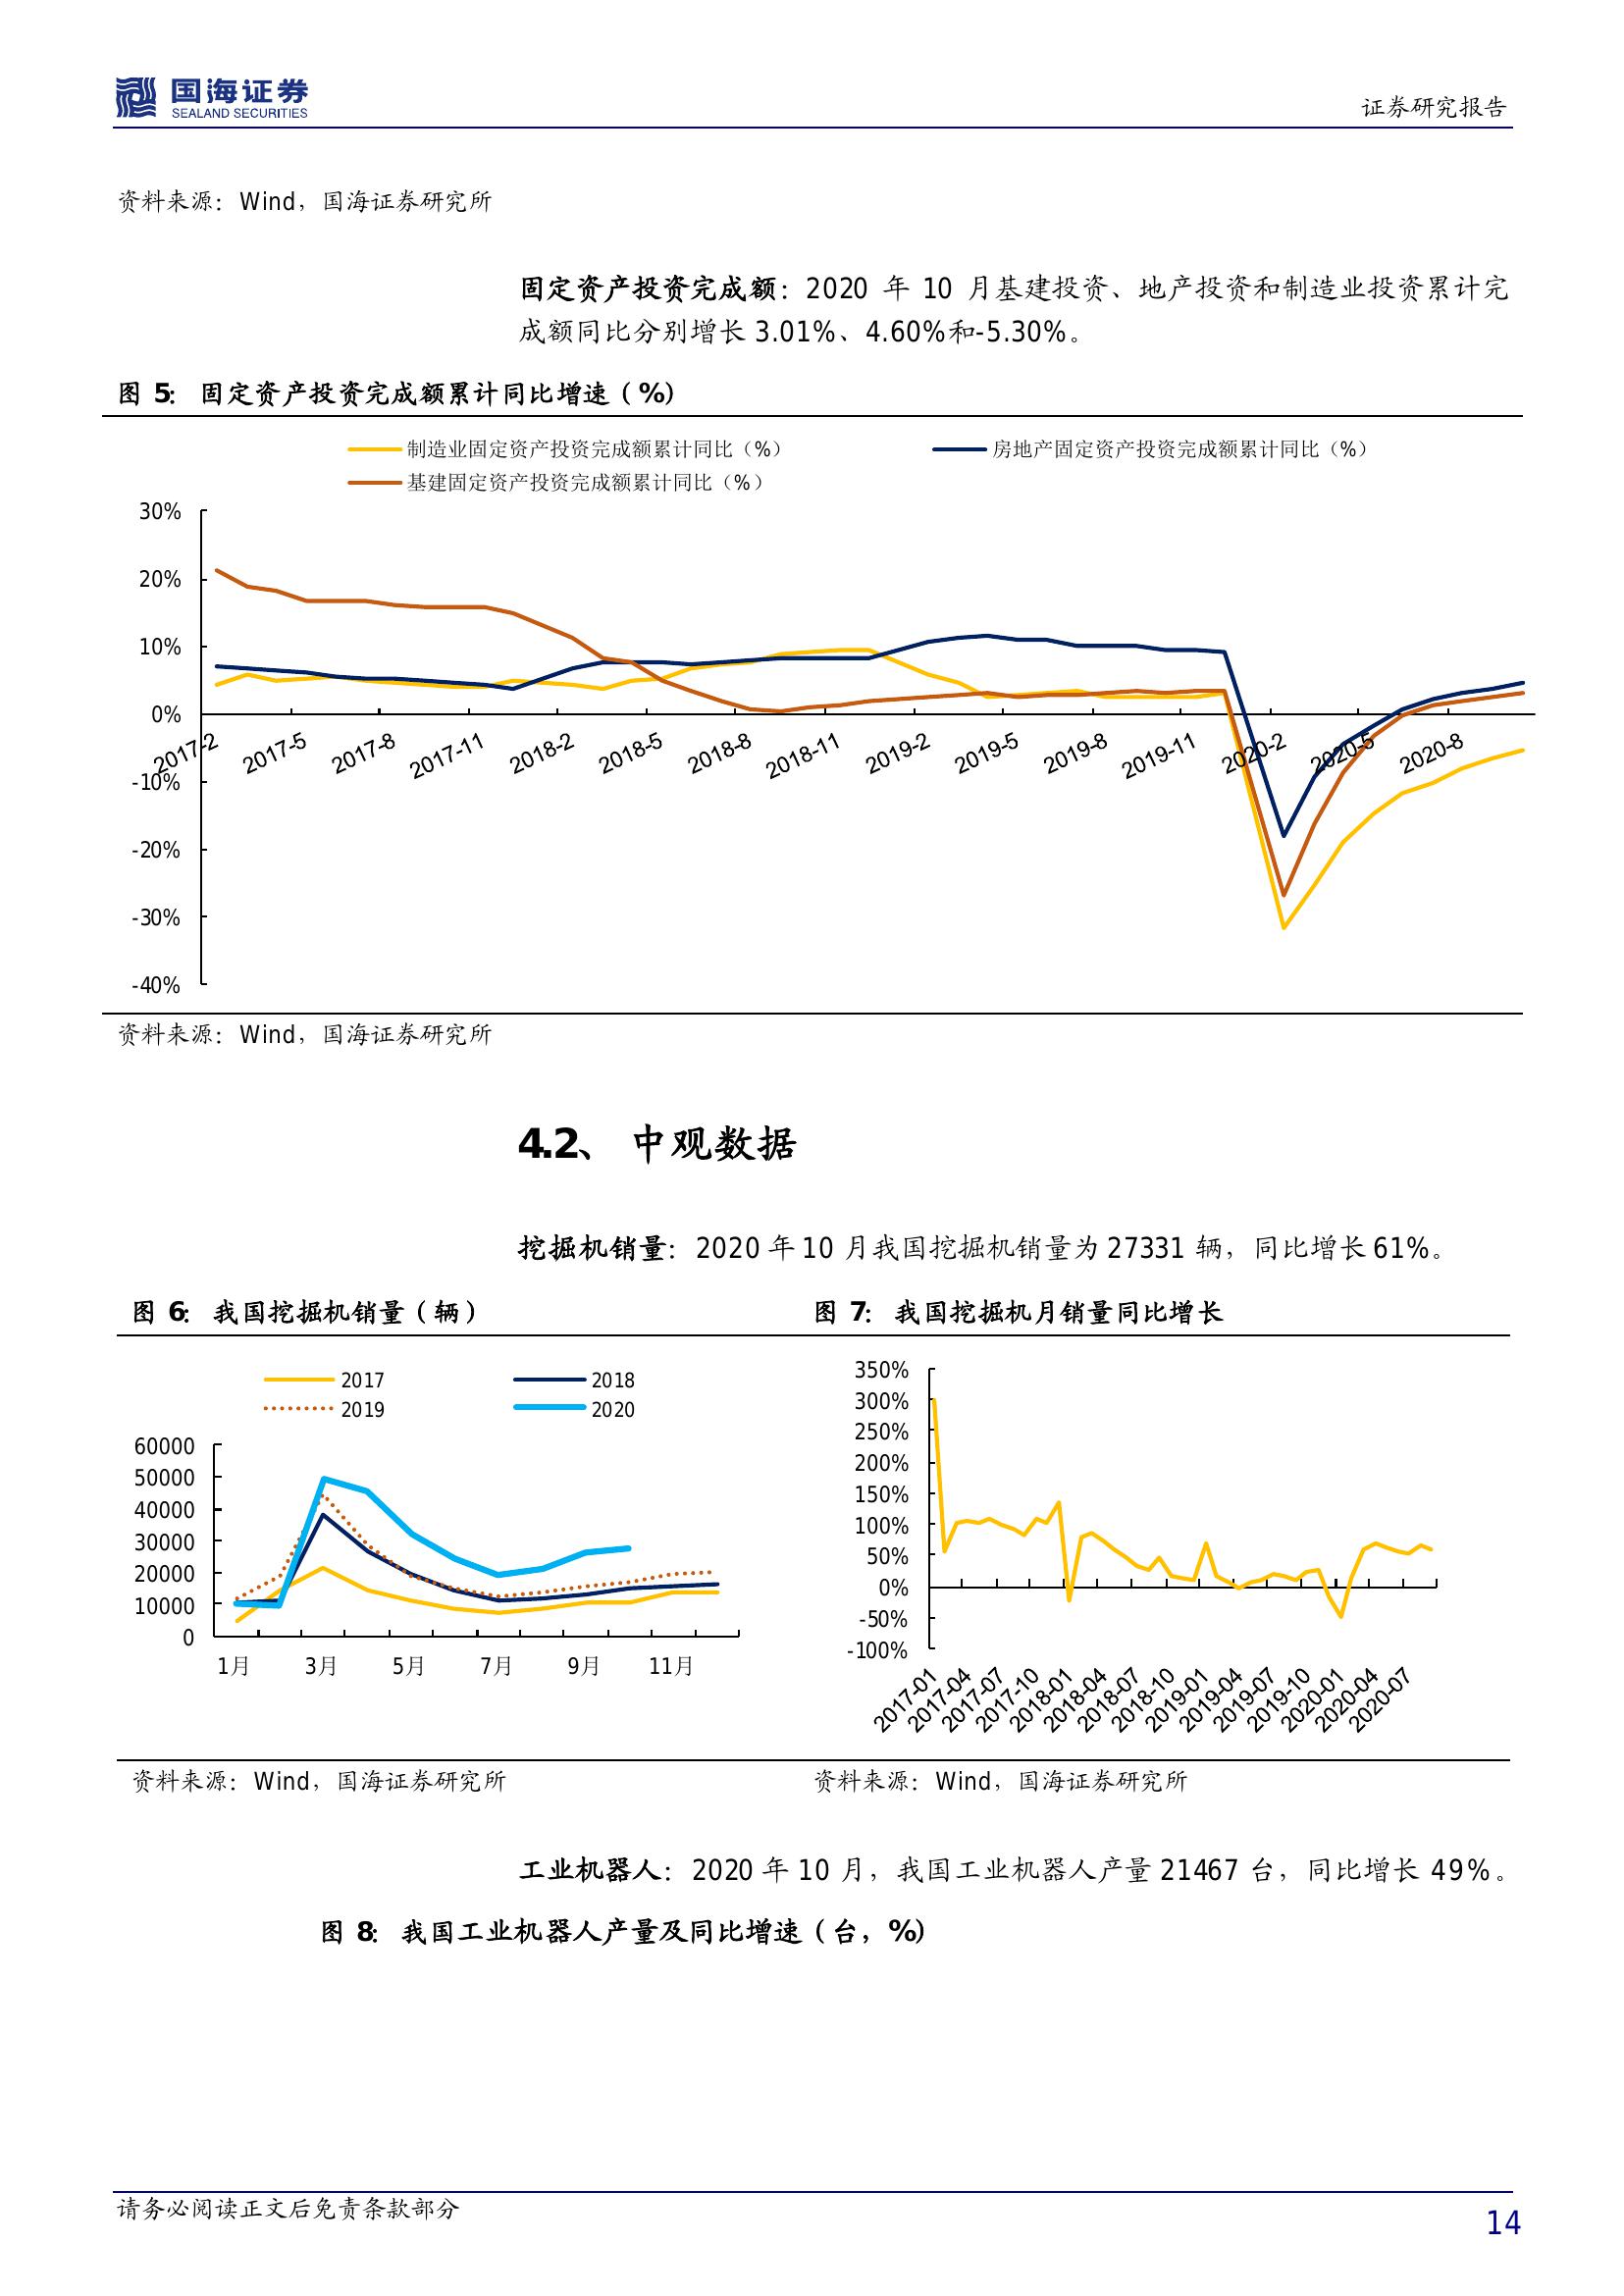 国海证券
SEALAND SECURITIES
证券研究报告
资料来源：Wind，国海证券研究所
固定资产投资完成额：2020 年 10 月基建投资、地产投资和制造业投资累计完
成额同比分别增长 3.01%、4.60%和-5.30%。
图 5： 固定资产投资完成额累计同比增速（%）
制造业固定资产投资完成额累计同比（%）
房地产固定资产投资完成额累计同比（%）
基建固定资产投资完成额累计同比（%）
30%
20%
10%
0%
-10%
-20%
-30%
-40%
2017-2 2017-5 2017-8 2017-11 2018-2 2018-5 2018-8 2018-11 2019-2 2019-5 2019-8 2019-11 2020-2 2020-5 2020-8
资料来源：Wind，国海证券研究所
4.2、 中观数据
挖掘机销量：2020 年 10 月我国挖掘机销量为 27331 辆，同比增长 61%。
图 6： 我国挖掘机销量（辆）
2017 2018
2019 2020
60000
50000
40000
30000
20000
10000
0
1月 3月 5月 7月 9月 11月
资料来源：Wind，国海证券研究所
图 7： 我国挖掘机月销量同比增长
350%
300%
250%
200%
150%
100%
50%
0%
-50%
-100%
2017-01 2017-04 2017-07 2017-10 2018-01 2018-04 2018-07 2018-10 2019-01 2019-04 2019-07 2019-10 2020-01 2020-04 2020-07
资料来源：Wind，国海证券研究所
工业机器人：2020 年 10 月，我国工业机器人产量 21467 台，同比增长 49%。
图 8： 我国工业机器人产量及同比增速（台，%）
请务必阅读正文后免责条款部分
14